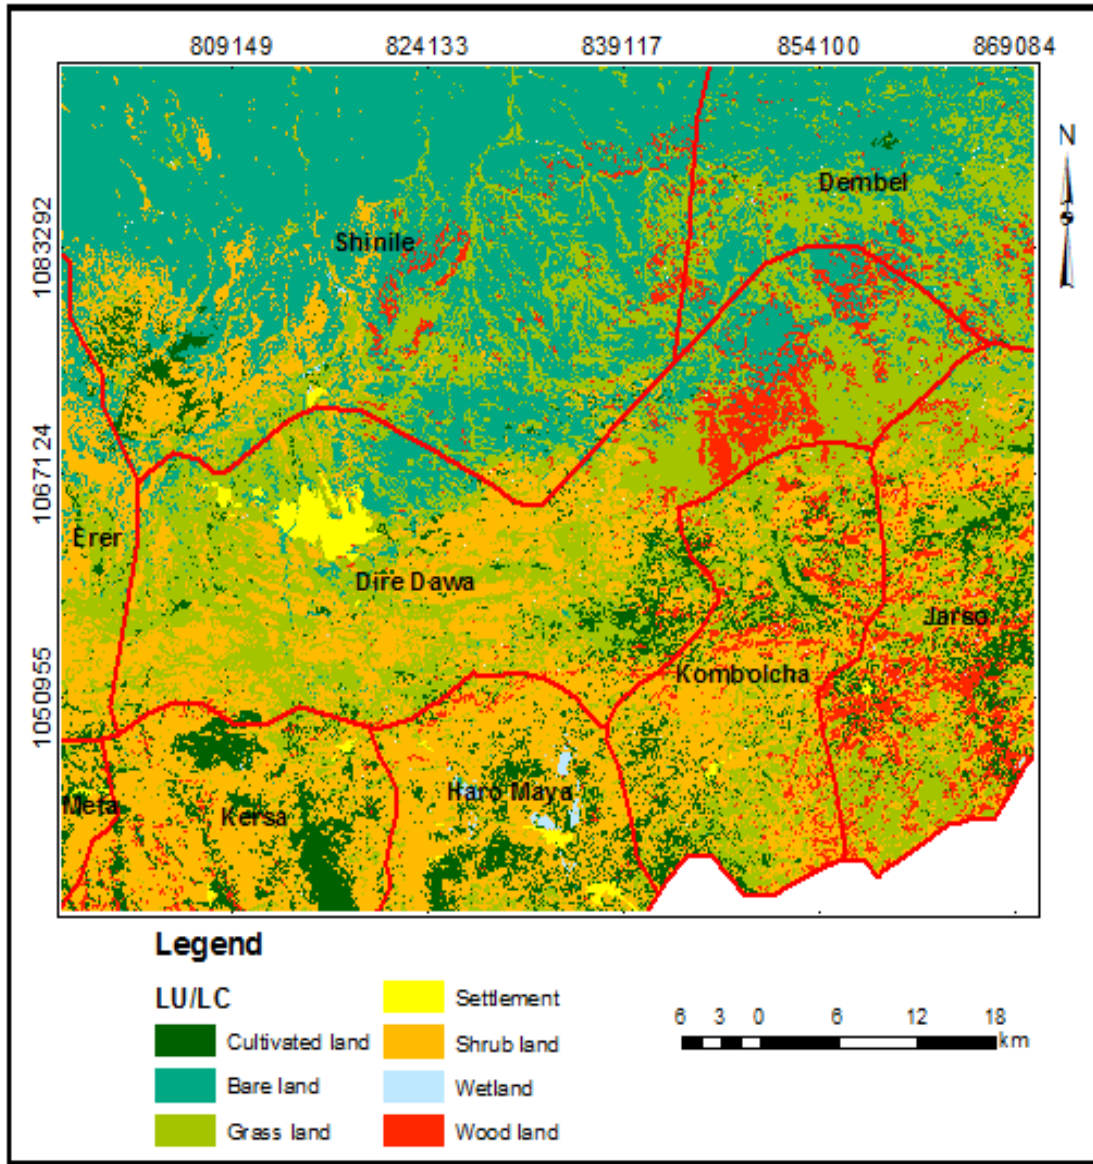 809149 824133 839117 854100 869084
N
S
1083292
1067124
1050955
Dembel
Shinile
Erer
Dire Dawa
Jarso
Kombolcha
Meta
Kersa
Haro Maya
Legend
LU/LC
Cultivated land
Bare land
Grass land
Settlement
Shrub land
Wetland
Wood land
6 3 0 6 12 18
km